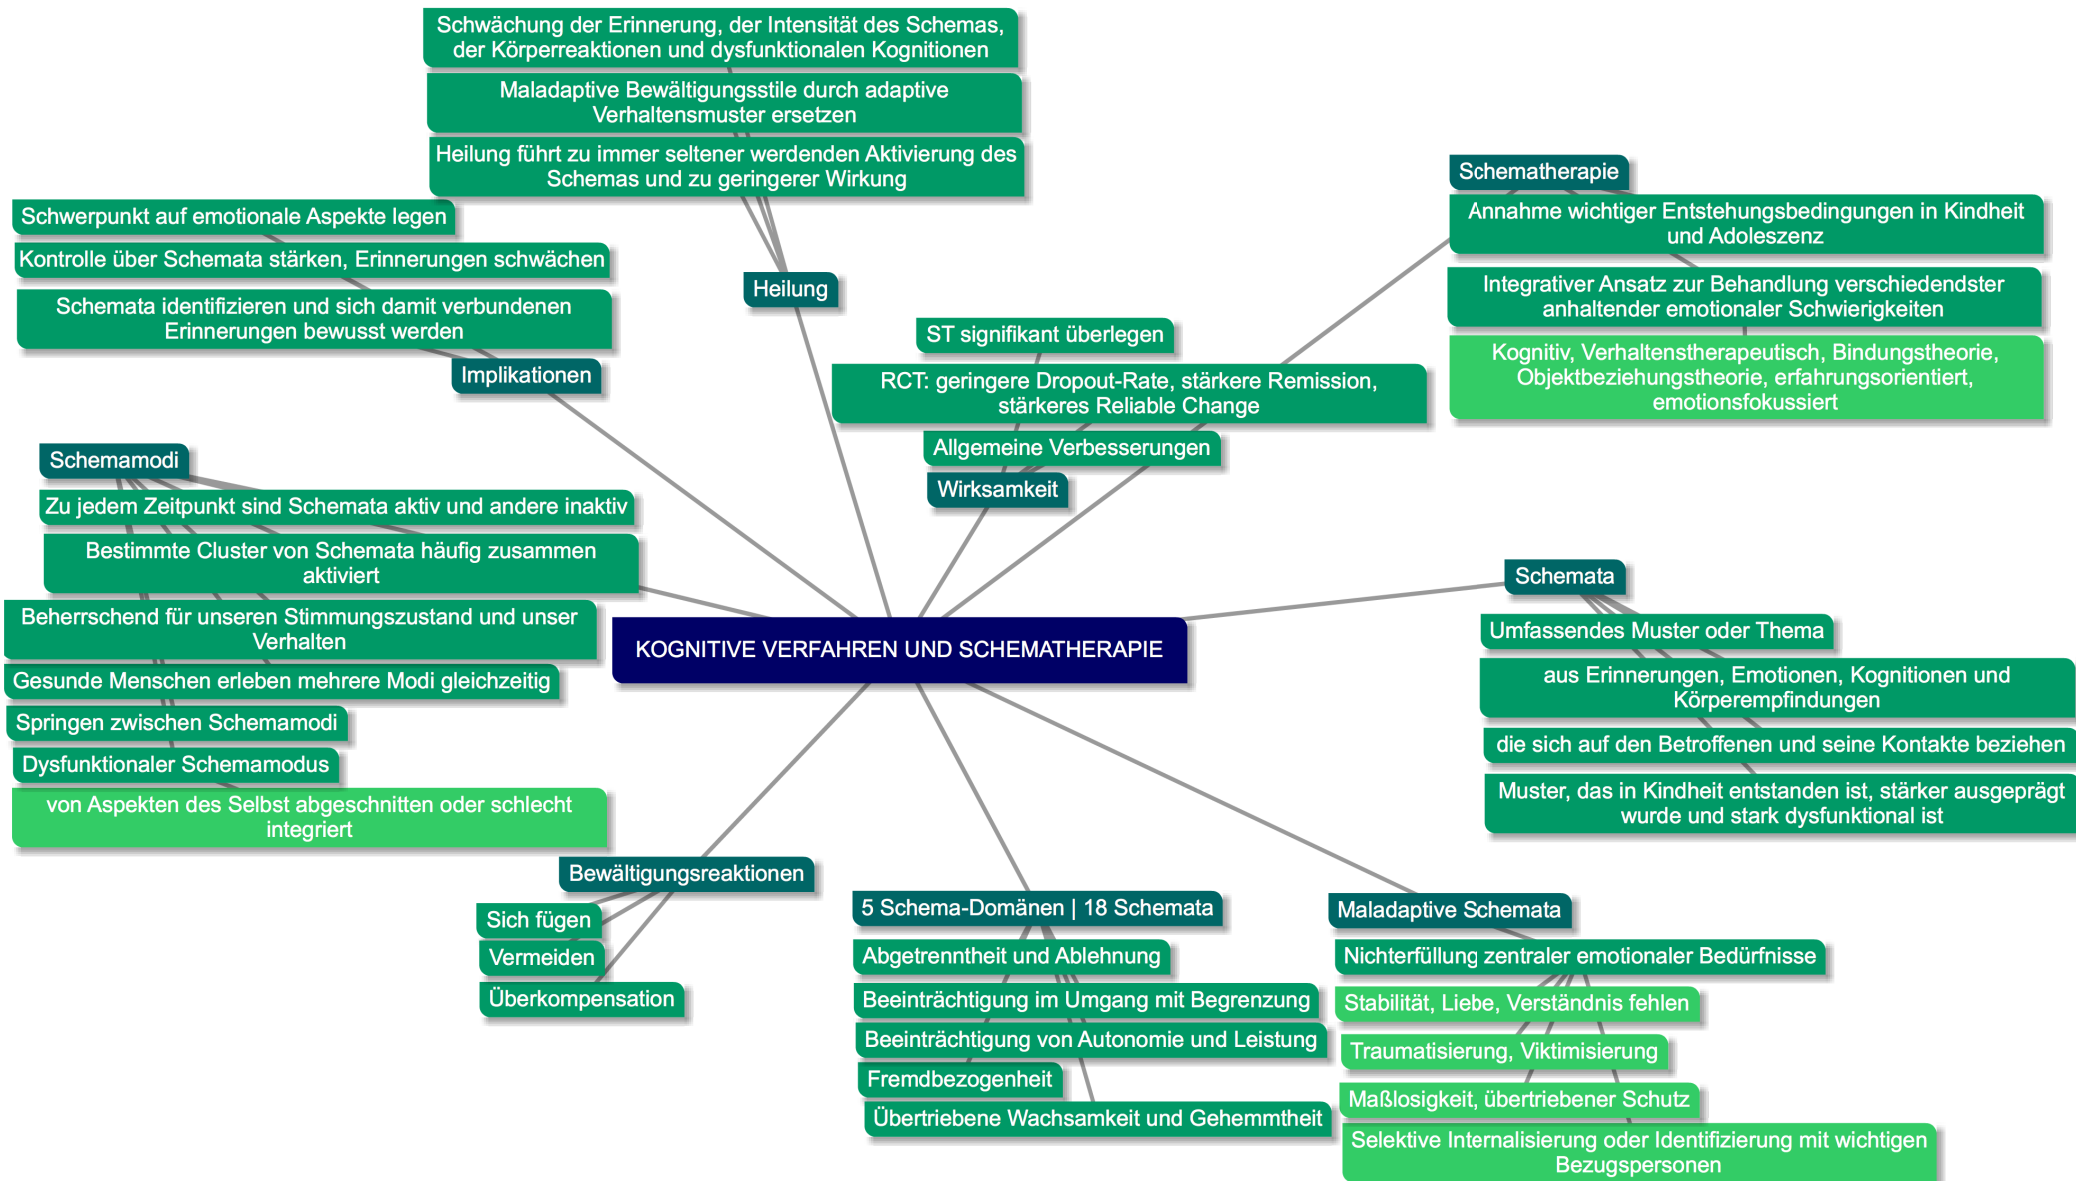 Schwächung der Erinnerung, der Intensität des Schemas,
der Körperreaktionen und dysfunktionalen Kognitionen
Maladaptive Bewältigungsstile durch adaptive
Verhaltensmuster ersetzen
Heilung führt zu immer seltener werdenden Aktivierung des
Schemas und zu geringerer Wirkung
Heilung
Schwerpunkt auf emotionale Aspekte legen
Kontrolle über Schemata stärken, Erinnerungen schwächen
Schemata identifizieren und sich damit verbundenen
Erinnerungen bewusst werden
Implikationen
ST signifikant überlegen
RCT: geringere Dropout-Rate, stärkere Remission,
stärkeres Reliable Change
Allgemeine Verbesserungen
Wirksamkeit
Schematherapie
Annahme wichtiger Entstehungsbedingungen in Kindheit
und Adoleszenz
Integrativer Ansatz zur Behandlung verschiedendster
anhaltender emotionaler Schwierigkeiten
Kognitiv, Verhaltenstherapeutisch, Bindungstheorie,
Objektbeziehungstheorie, erfahrungsorientiert,
emotionsfokussiert
Schemamodi
Zu jedem Zeitpunkt sind Schemata aktiv und andere inaktiv
Bestimmte Cluster von Schemata häufig zusammen
aktiviert
Beherrschend für unseren Stimmungszustand und unser
Verhalten
Gesunde Menschen erleben mehrere Modi gleichzeitig
Springen zwischen Schemamodi
Dysfunktionaler Schemamodus
von Aspekten des Selbst abgeschnitten oder schlecht
integriert
KOGNITIVE VERFAHREN UND SCHEMATHERAPIE
Schemata
Umfassendes Muster oder Thema
aus Erinnerungen, Emotionen, Kognitionen und
Körperempfindungen
die sich auf den Betroffenen und seine Kontakte beziehen
Muster, das in Kindheit entstanden ist, stärker ausgeprägt
wurde und stark dysfunktional ist
Bewältigungsreaktionen
Sich fügen
Vermeiden
Überkompensation
5 Schema-Domänen | 18 Schemata
Abgetrenntheit und Ablehnung
Beeinträchtigung im Umgang mit Begrenzung
Beeinträchtigung von Autonomie und Leistung
Fremdbezogenheit
Übertriebene Wachsamkeit und Gehemmtheit
Maladaptive Schemata
Nichterfüllung zentraler emotionaler Bedürfnisse
Stabilität, Liebe, Verständnis fehlen
Traumatisierung, Viktimisierung
Maßlosigkeit, übertriebener Schutz
Selektive Internalisierung oder Identifizierung mit wichtigen
Bezugspersonen